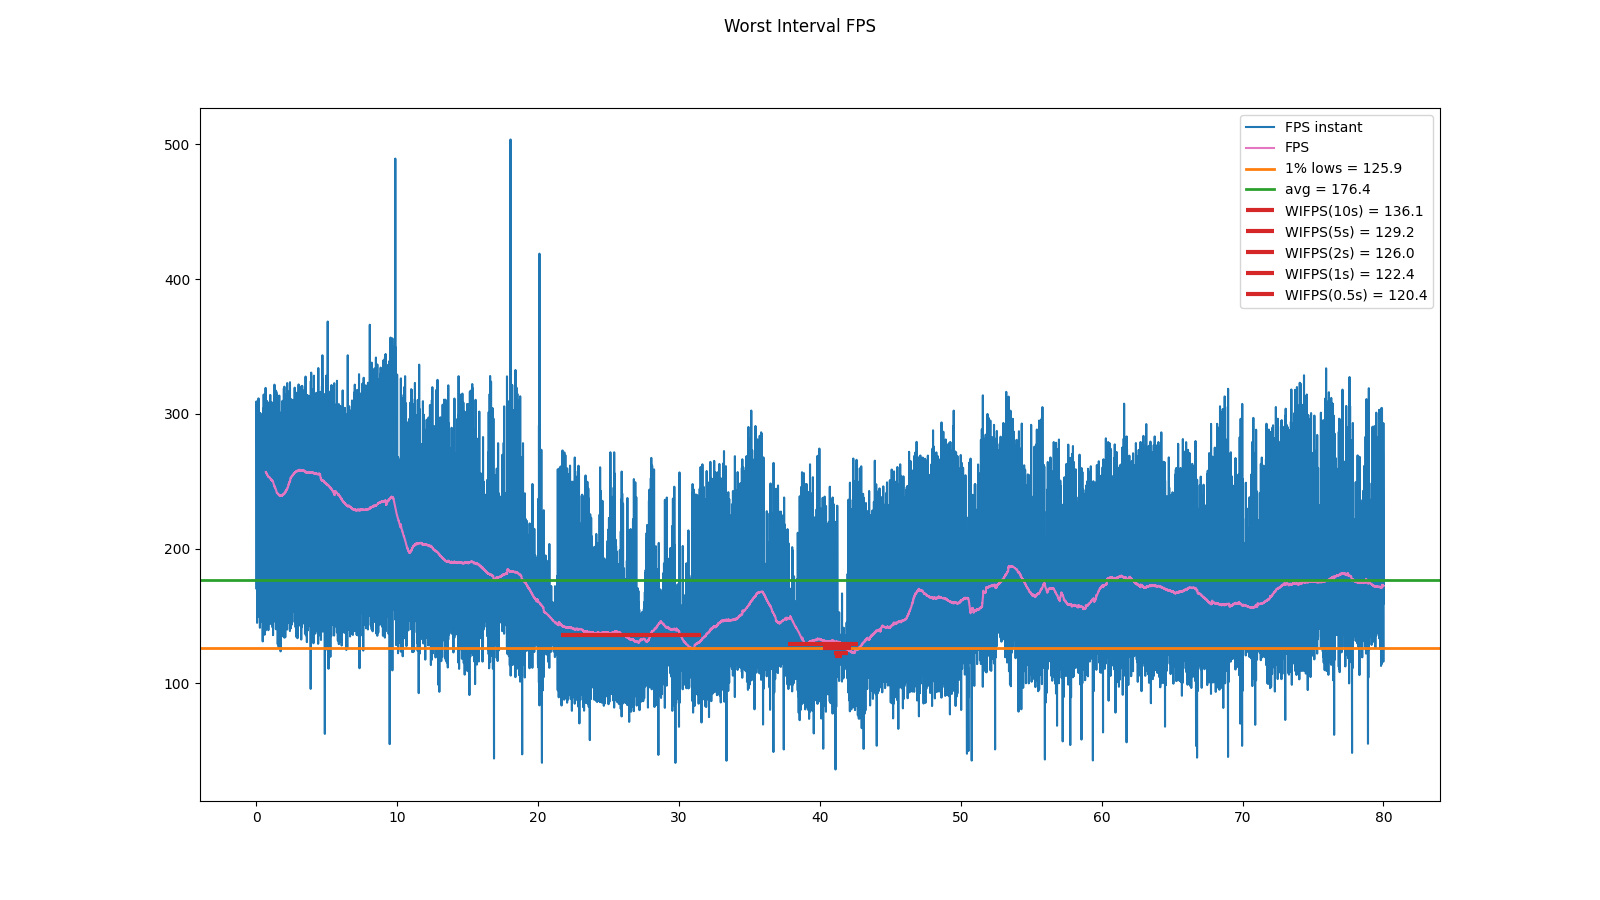 Worst Interval FPS
FPS instant
FPS
1% lows = 125.9
avg = 176.4
WIFPS(10s) = 136.1
WIFPS(5s) = 129.2
WIFPS(2s) = 126.0
WIFPS(1s) = 122.4
WIFPS(0.5s) = 120.4
500
400
300
200
100
0 10 20 30 40 50 60 70 80